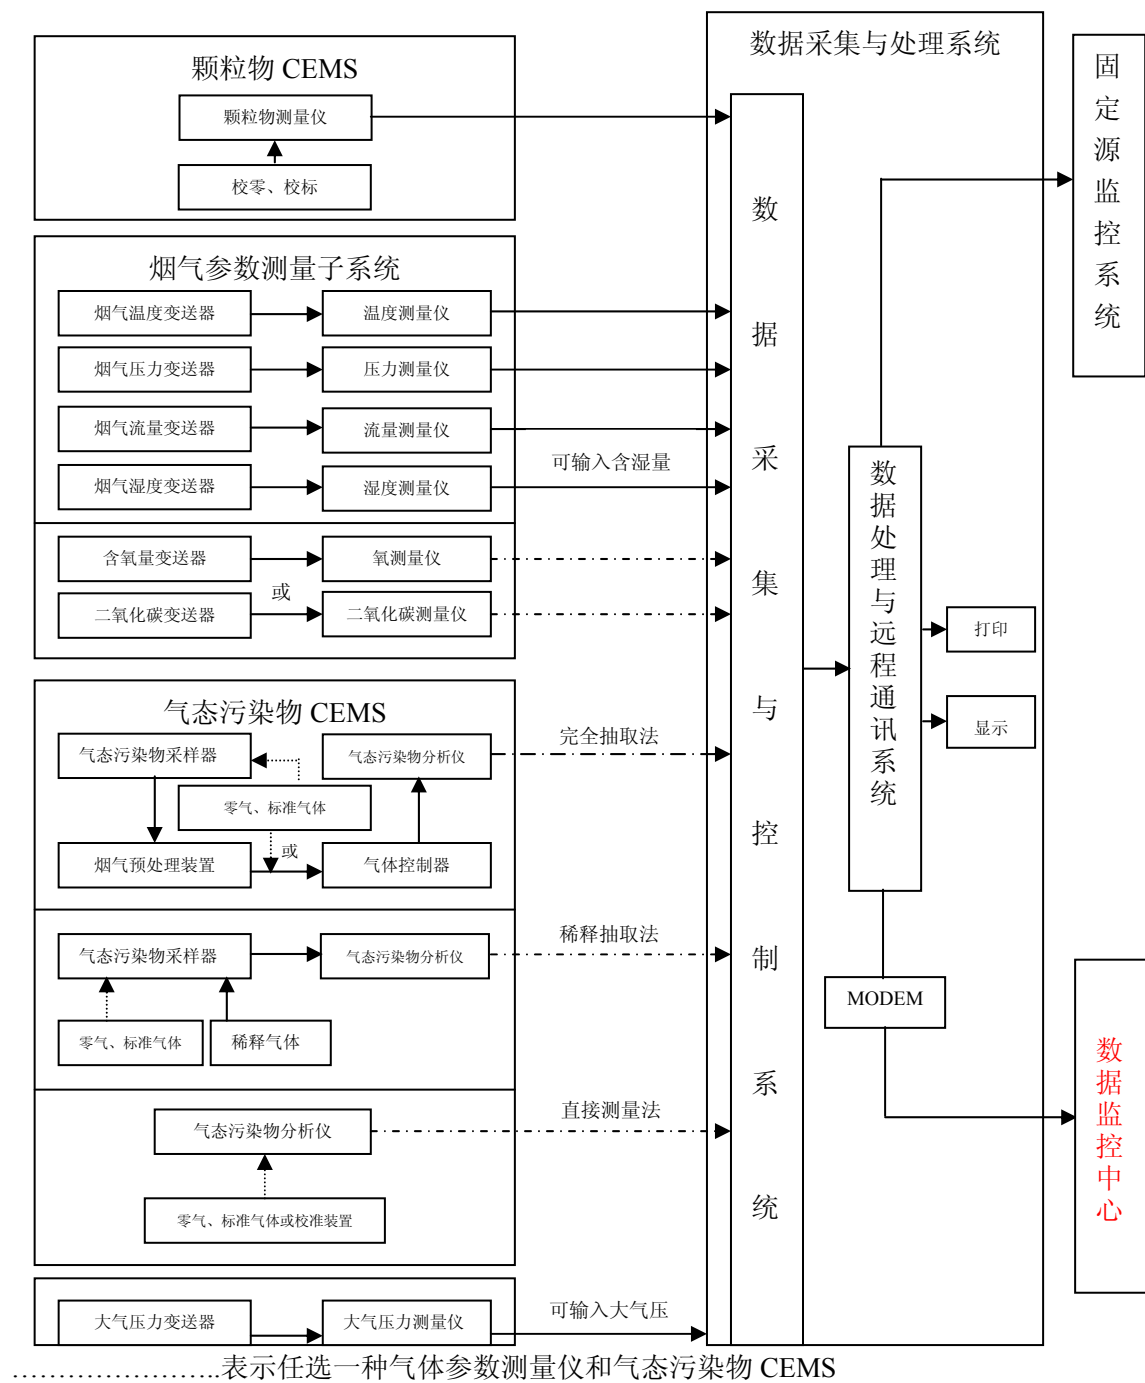 颗粒物 CEMS
颗粒物测量仪
校零、校标
烟气参数测量子系统
烟气温度变送器
温度测量仪
烟气压力变送器
压力测量仪
烟气流量变送器
流量测量仪
烟气湿度变送器
湿度测量仪
可输入含湿量
含氧量变送器
氧测量仪
或
二氧化碳变送器
二氧化碳测量仪
气态污染物 CEMS
气态污染物采样器
气态污染物分析仪
完全抽取法
零气、标准气体
烟气预处理装置
或
气体控制器
气态污染物采样器
气态污染物分析仪
稀释抽取法
零气、标准气体
稀释气体
气态污染物分析仪
直接测量法
零气、标准气体或校准装置
大气压力变送器
大气压力测量仪
可输入大气压
数据采集与处理系统
数据采集与控制系统
数据处理与远程通讯系统
打印
显示
MODEM
固定源监控系统
数据监控中心
…………………..表示任选一种气体参数测量仪和气态污染物 CEMS